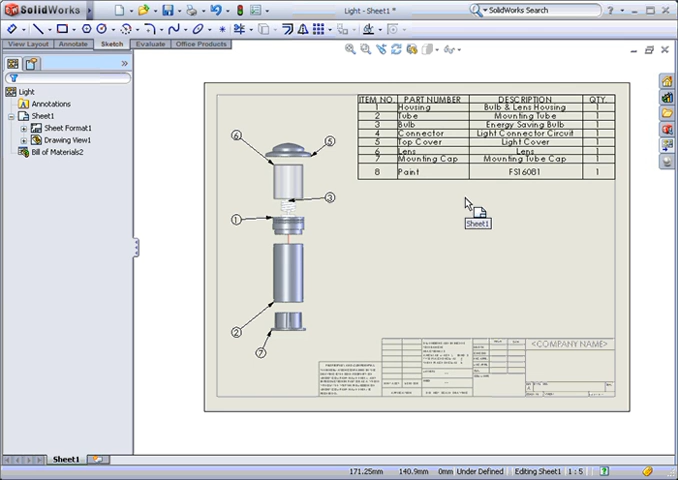 SolidWorks
Light - Sheet1 *
SolidWorks Search
View Layout Annotate Sketch Evaluate Office Products
Light
Annotations
Sheet1
Sheet Format1
Drawing View1
Bill of Materials2
ITEM NO. PART NUMBER DESCRIPTION QTY.
1 Housing Bulb & Lens Housing 1
2 Tube Mounting Tube 1
3 Bulb Energy Saving Bulb 1
4 Connector Light Connector Circuit 1
5 Top Cover Light Cover 1
6 Lens Lens 1
7 Mounting Cap Mounting Tube Cap 1
8 Paint FS16081 1
6
5
3
1
2
7
Sheet1
<COMPANY NAME>
Sheet1
171.25mm 140.9mm 0mm Under Defined Editing Sheet1 1 : 5